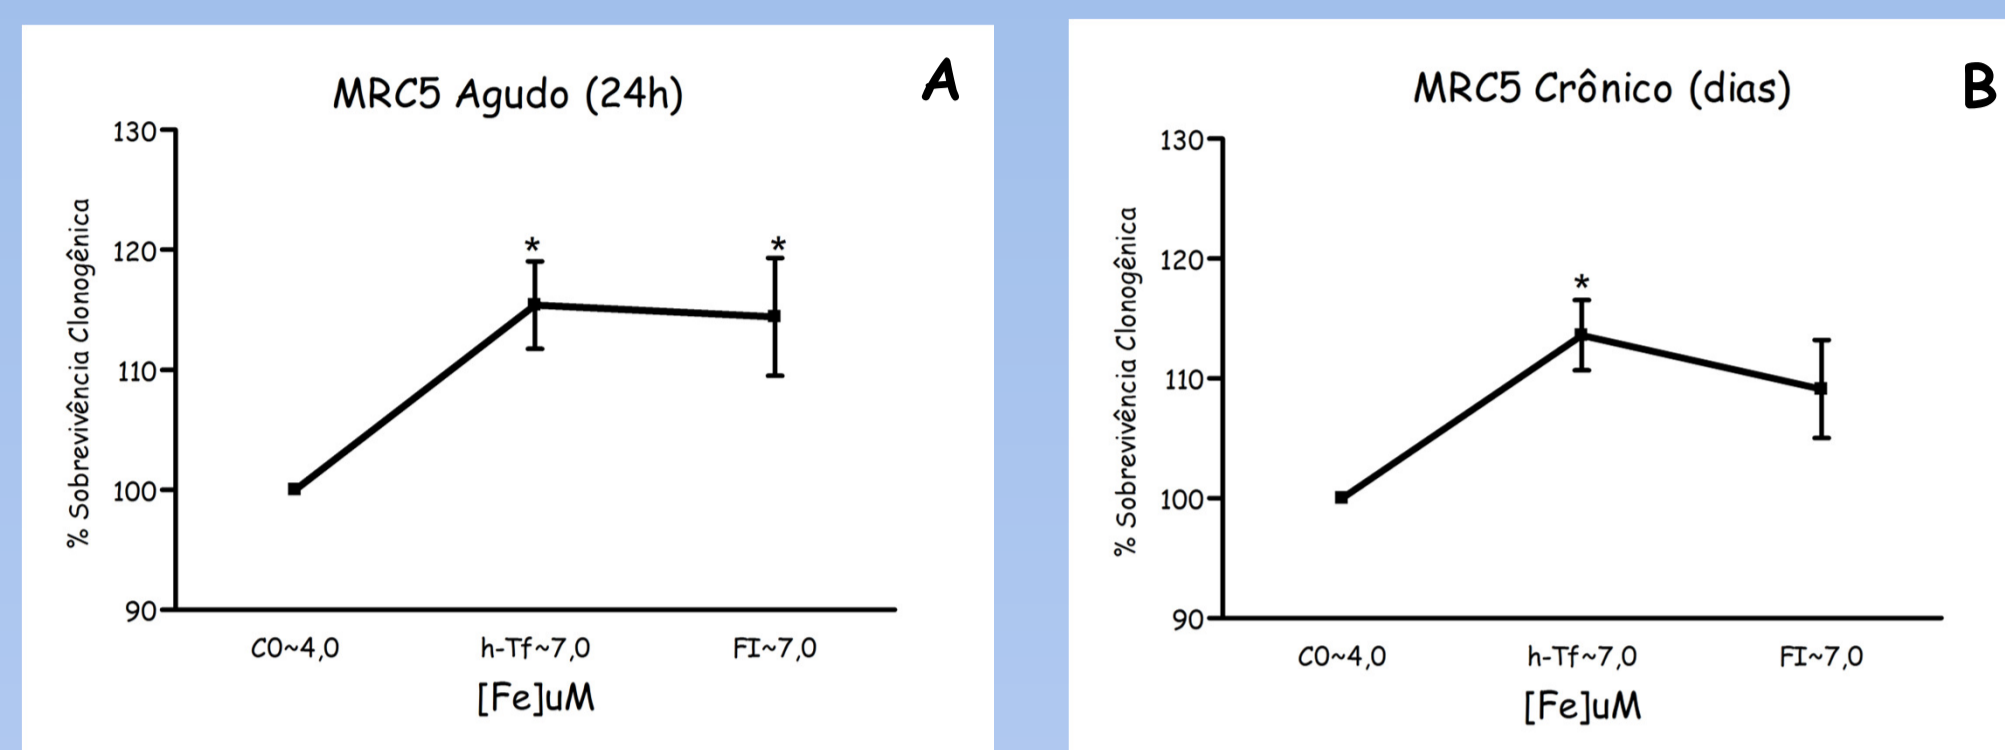 A
MRC5 Agudo (24h)
130
120
110
100
90
% Sobrevivência Clonogênica
*
*
C0~4,0
h-Tf~7,0
FI~7,0
[Fe]uM
B
MRC5 Crônico (dias)
130
120
110
100
90
% Sobrevivência Clonogênica
*
C0~4,0
h-Tf~7,0
FI~7,0
[Fe]uM